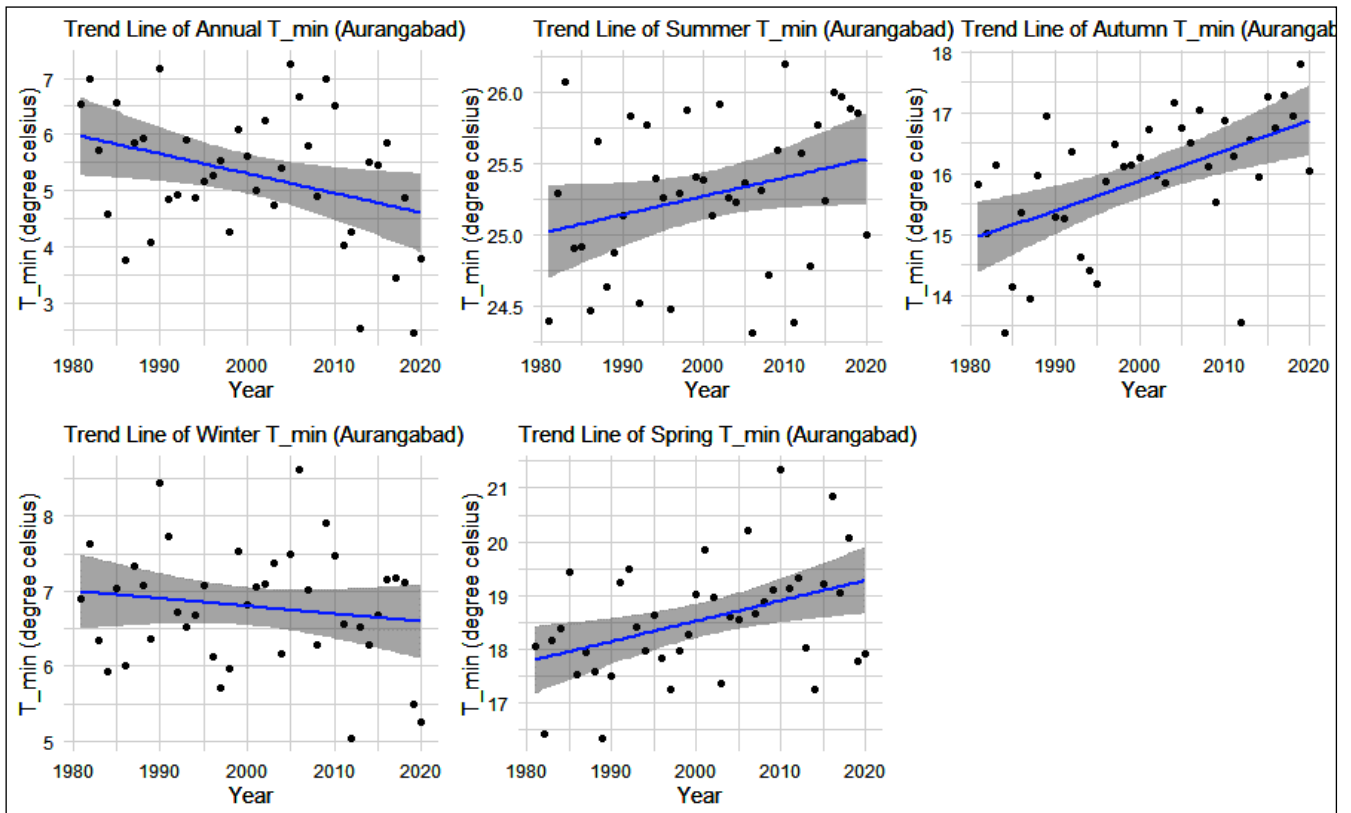 Trend Line of Annual T_min (Aurangabad)
T_min (degree celsius)
7
6
5
4
3
1980 1990 2000 2010 2020
Year
Trend Line of Summer T_min (Aurangabad)
T_min (degree celsius)
26.0
25.5
25.0
24.5
1980 1990 2000 2010 2020
Year
Trend Line of Autumn T_min (Aurangab
T_min (degree celsius)
18
17
16
15
14
1980 1990 2000 2010 2020
Year
Trend Line of Winter T_min (Aurangabad)
T_min (degree celsius)
8
7
6
5
1980 1990 2000 2010 2020
Year
Trend Line of Spring T_min (Aurangabad)
T_min (degree celsius)
21
20
19
18
17
1980 1990 2000 2010 2020
Year